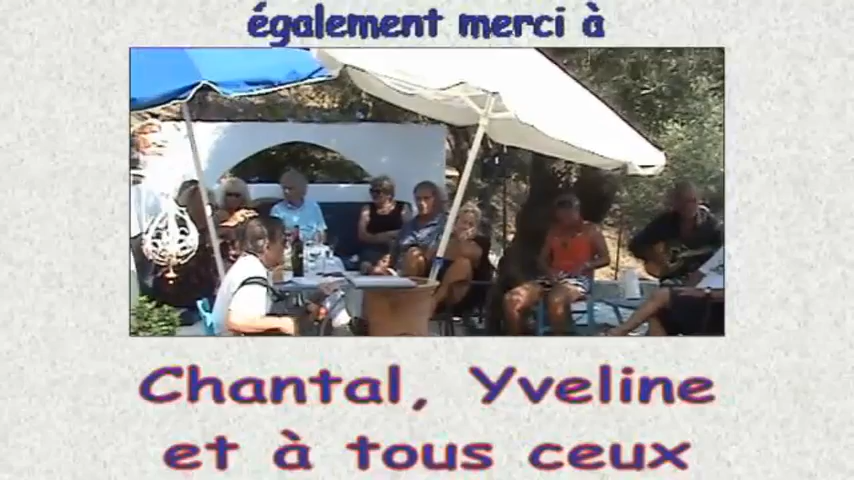 également merci à
Chantal, Yveline
et à tous ceux